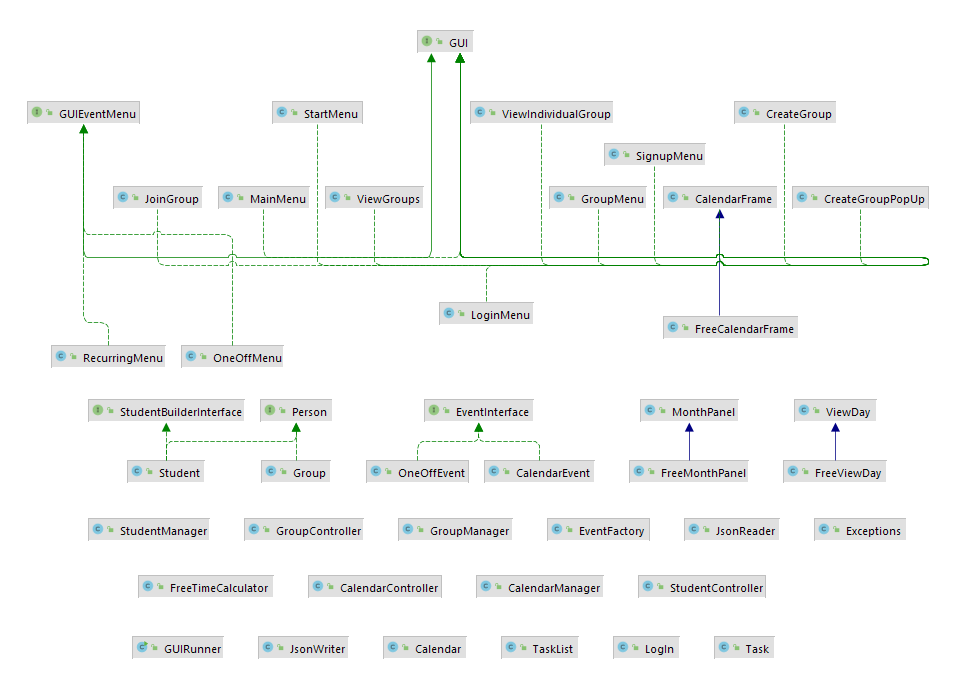 GUI
GUIEventMenu
StartMenu
ViewIndividualGroup
CreateGroup
SignupMenu
JoinGroup
MainMenu
ViewGroups
GroupMenu
CalendarFrame
CreateGroupPopUp
LoginMenu
FreeCalendarFrame
RecurringMenu
OneOffMenu
StudentBuilderInterface
Person
EventInterface
MonthPanel
ViewDay
Student
Group
OneOffEvent
CalendarEvent
FreeMonthPanel
FreeViewDay
StudentManager
GroupController
GroupManager
EventFactory
JsonReader
Exceptions
FreeTimeCalculator
CalendarController
CalendarManager
StudentController
GUIRunner
JsonWriter
Calendar
TaskList
LogIn
Task